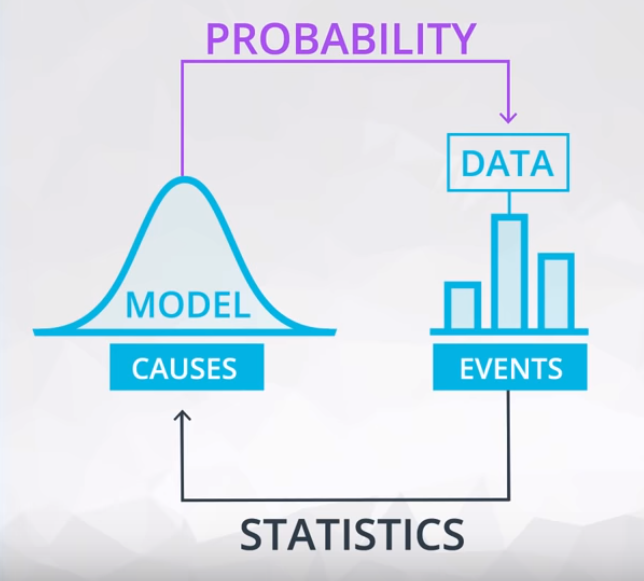 PROBABILITY
DATA
MODEL
CAUSES
EVENTS
STATISTICS